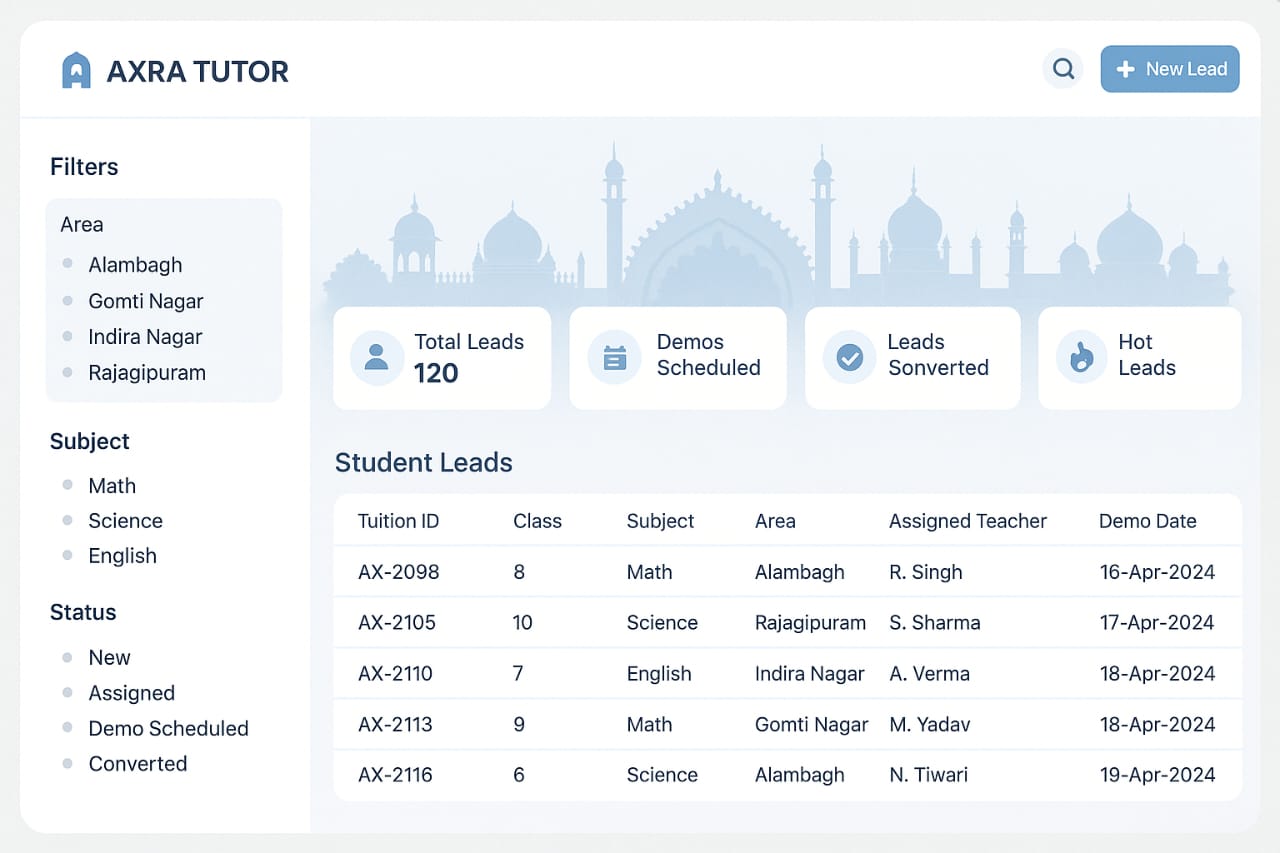 AXRA TUTOR
New Lead
Filters
Area
Alambagh
Gomti Nagar
Indira Nagar
Rajagipuram
Subject
Math
Science
English
Status
New
Assigned
Demo Scheduled
Converted
Total Leads
120
Demos
Scheduled
Leads
Sonverted
Hot
Leads
Student Leads
Tuition ID Class Subject Area Assigned Teacher Demo Date
AX-2098 8 Math Alambagh R. Singh 16-Apr-2024
AX-2105 10 Science Rajagipuram S. Sharma 17-Apr-2024
AX-2110 7 English Indira Nagar A. Verma 18-Apr-2024
AX-2113 9 Math Gomti Nagar M. Yadav 18-Apr-2024
AX-2116 6 Science Alambagh N. Tiwari 19-Apr-2024